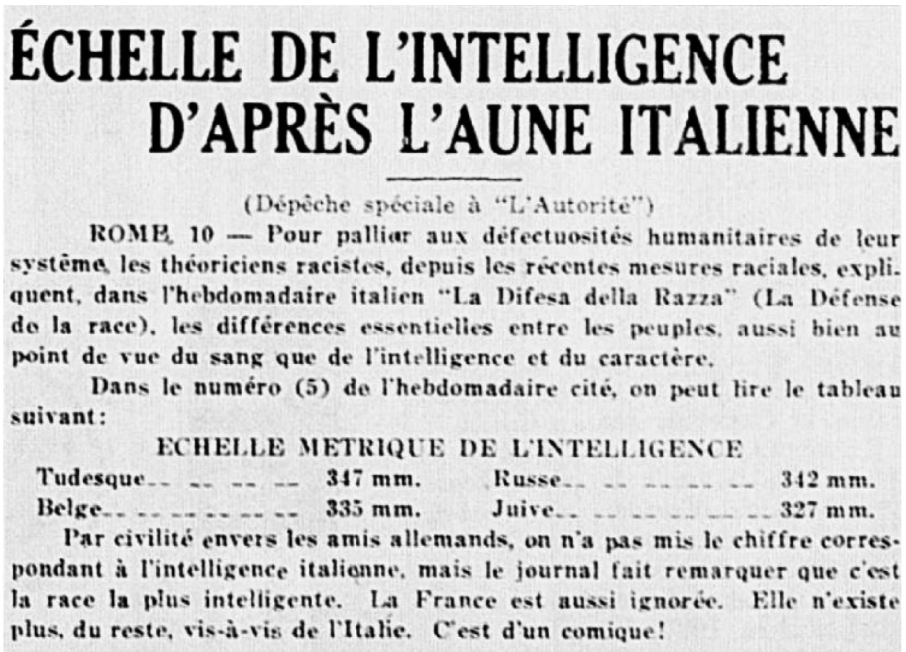 ÉCHELLE DE L'INTELLIGENCE
D'APRÈS L'AUNE ITALIENNE
(Dépêche spéciale à "L'Autorité")
ROME, 10 — Pour palliar aux défectuosités humanitaires de leur
système, les théoriciens racistes, depuis les récentes mesures raciales, expli-
quent, dans l'hebdomadaire italien "La Difesa della Razza" (La Défense
de la race), les différences essentielles entre les peuples, aussi bien au
point de vue du sang que de l'intelligence et du caractère.
Dans le numéro (5) de l'hebdomadaire cité, on peut lire le tableau
suivant:
ECHELLE METRIQUE DE L'INTELLIGENCE
Tudesque.. .. .. .. .. 347 mm. Russe.. .. .. .. .. .. 342 mm.
Belge.. .. .. .. .. .. 335 mm. Juive.. .. .. .. .. .. 327 mm.
Par civilité envers les amis allemands, on n'a pas mis le chiffre corres-
pondant à l'intelligence italienne, mais le journal fait remarquer que c'est
la race la plus intelligente. La France est aussi ignorée. Elle n'existe
plus, du reste, vis-à-vis de l'Italie. C'est d'un comique!